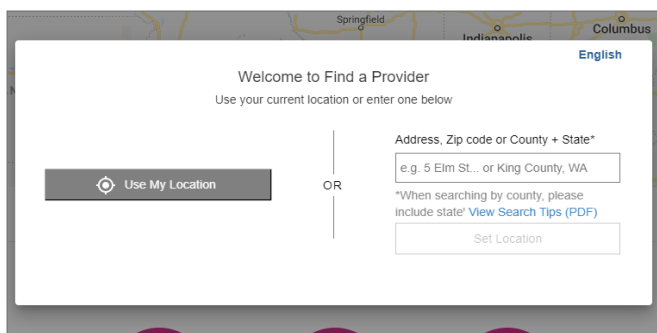 Springfield
Columbus
Indianapolis
English
Welcome to Find a Provider
Use your current location or enter one below
Address, Zip code or County + State*
e.g. 5 Elm St... or King County, WA
Use My Location
OR
*When searching by county, please
include state' View Search Tips (PDF)
Set Location